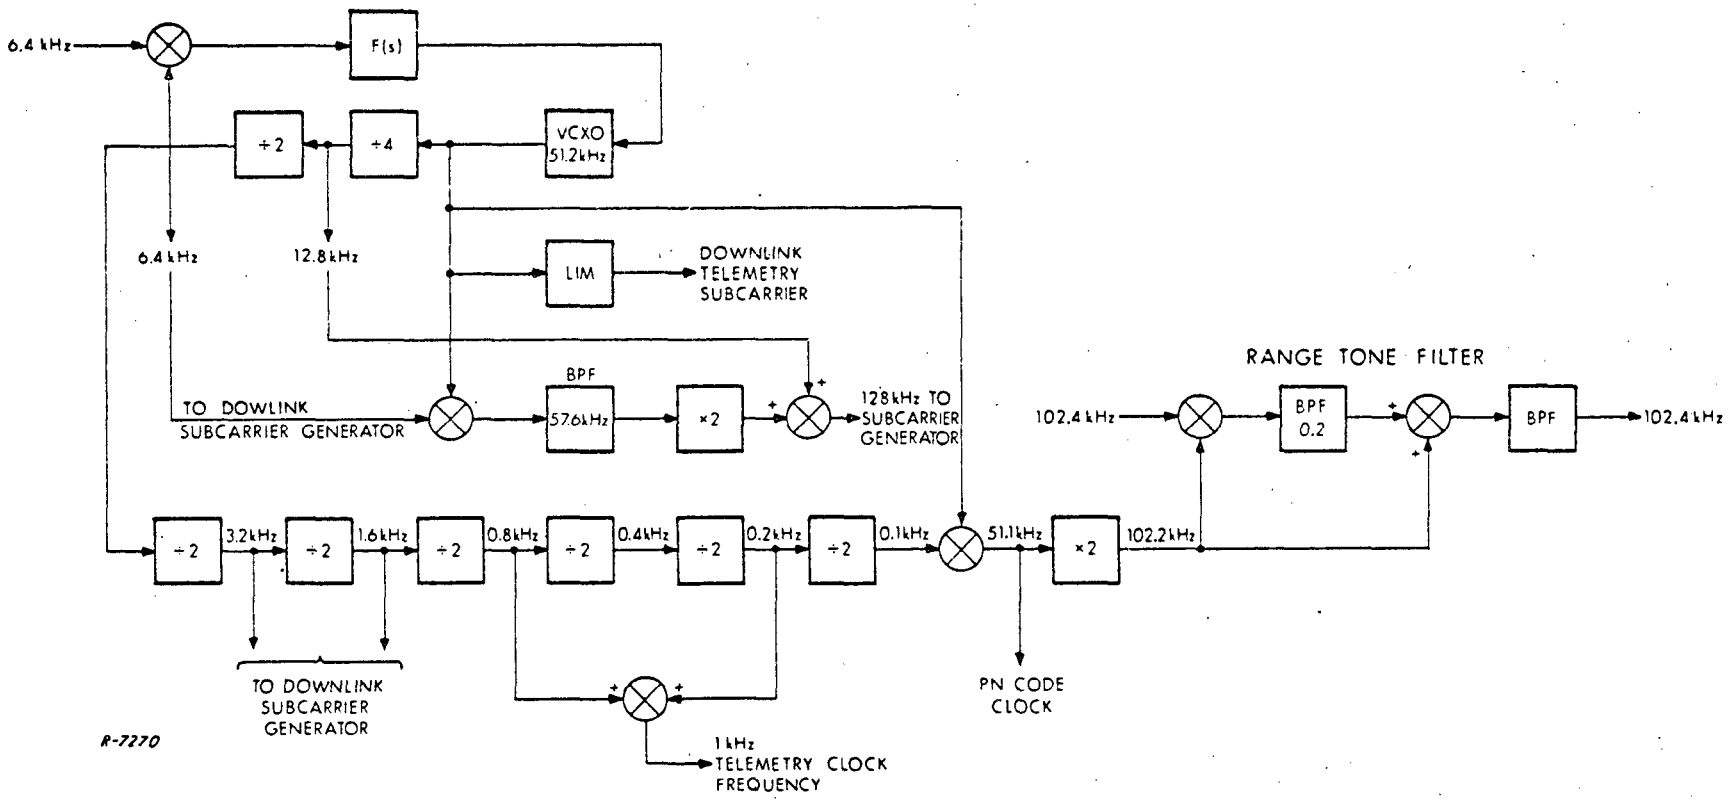 6.4 kHz
F(s)
÷2
÷4
VCXO
51.2kHz
6.4 kHz
12.8kHz
LIM
DOWNLINK
TELEMETRY
SUBCARRIER
BPF
57.6kHz
×2
+
+
128kHz TO
SUBCARRIER
GENERATOR
TO DOWLINK
SUBCARRIER GENERATOR
RANGE TONE FILTER
102.4 kHz
BPF
0.2
+
+
BPF
102.4 kHz
÷2
3.2kHz
÷2
1.6kHz
÷2
0.8kHz
÷2
0.4kHz
÷2
0.2kHz
÷2
0.1kHz
51.1kHz
×2
102.2kHz
TO DOWNLINK
SUBCARRIER
GENERATOR
+
+
PN CODE
CLOCK
R-7270
1 kHz
TELEMETRY CLOCK
FREQUENCY